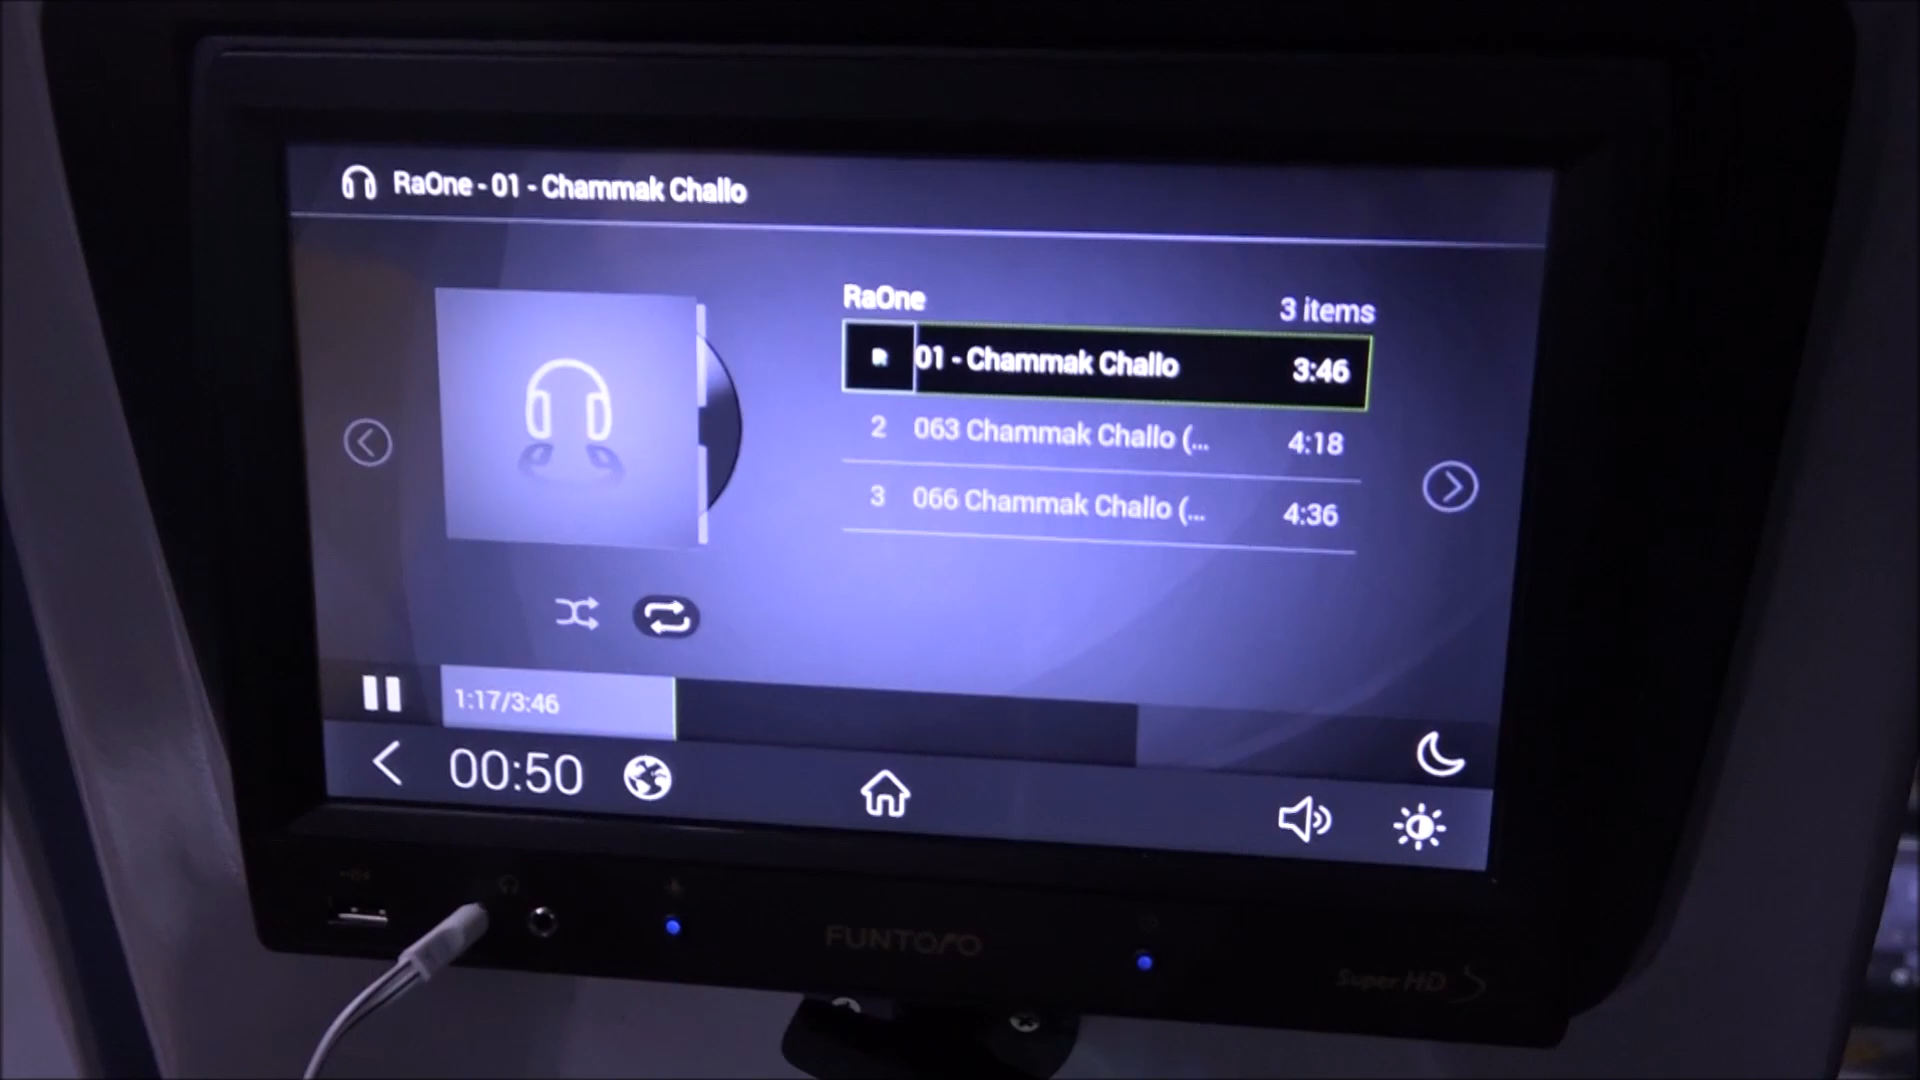 RaOne - 01 - Chammak Challo
RaOne 3 items
R 01 - Chammak Challo 3:46
2 063 Chammak Challo (... 4:18
3 066 Chammak Challo (... 4:36
1:17/3:46
00:50
FUNTORO
Super HD S